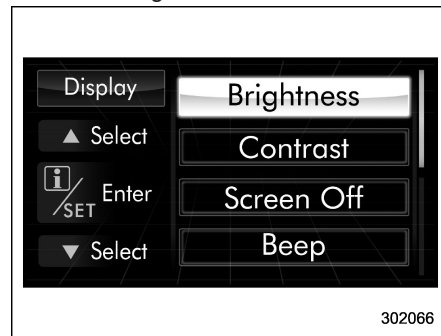 Display
▲ Select
i/SET Enter
▼ Select
Brightness
Contrast
Screen Off
Beep
302066